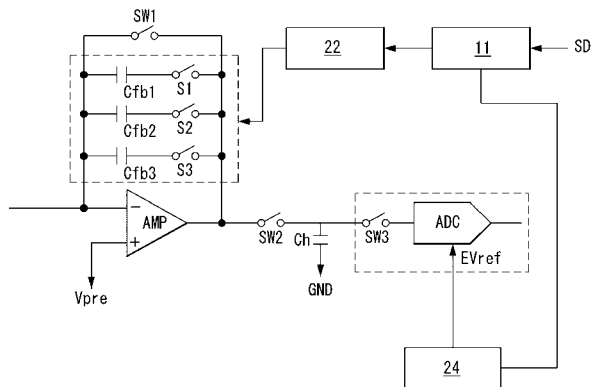 SW1
22
11
SD
Cfb1
S1
Cfb2
S2
Cfb3
S3
−
AMP
+
SW2
Ch
SW3
ADC
EVref
Vpre
GND
24